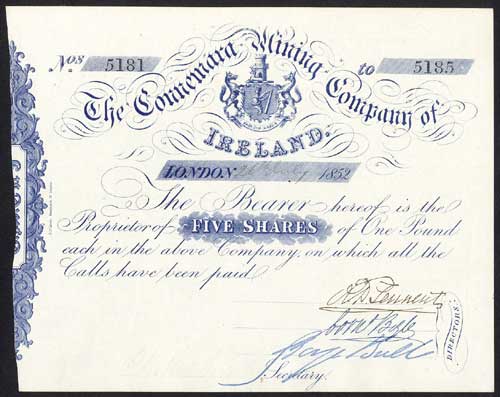 Nos 5181 to 5185
The Connemara Mining Company of
IRELAND.
LONDON 26 July 1852
The Bearer hereof is the
Proprietor of FIVE SHARES of One Pound
each in the above Company, on which all the
Calls have been paid
DIRECTORS.
Secretary.